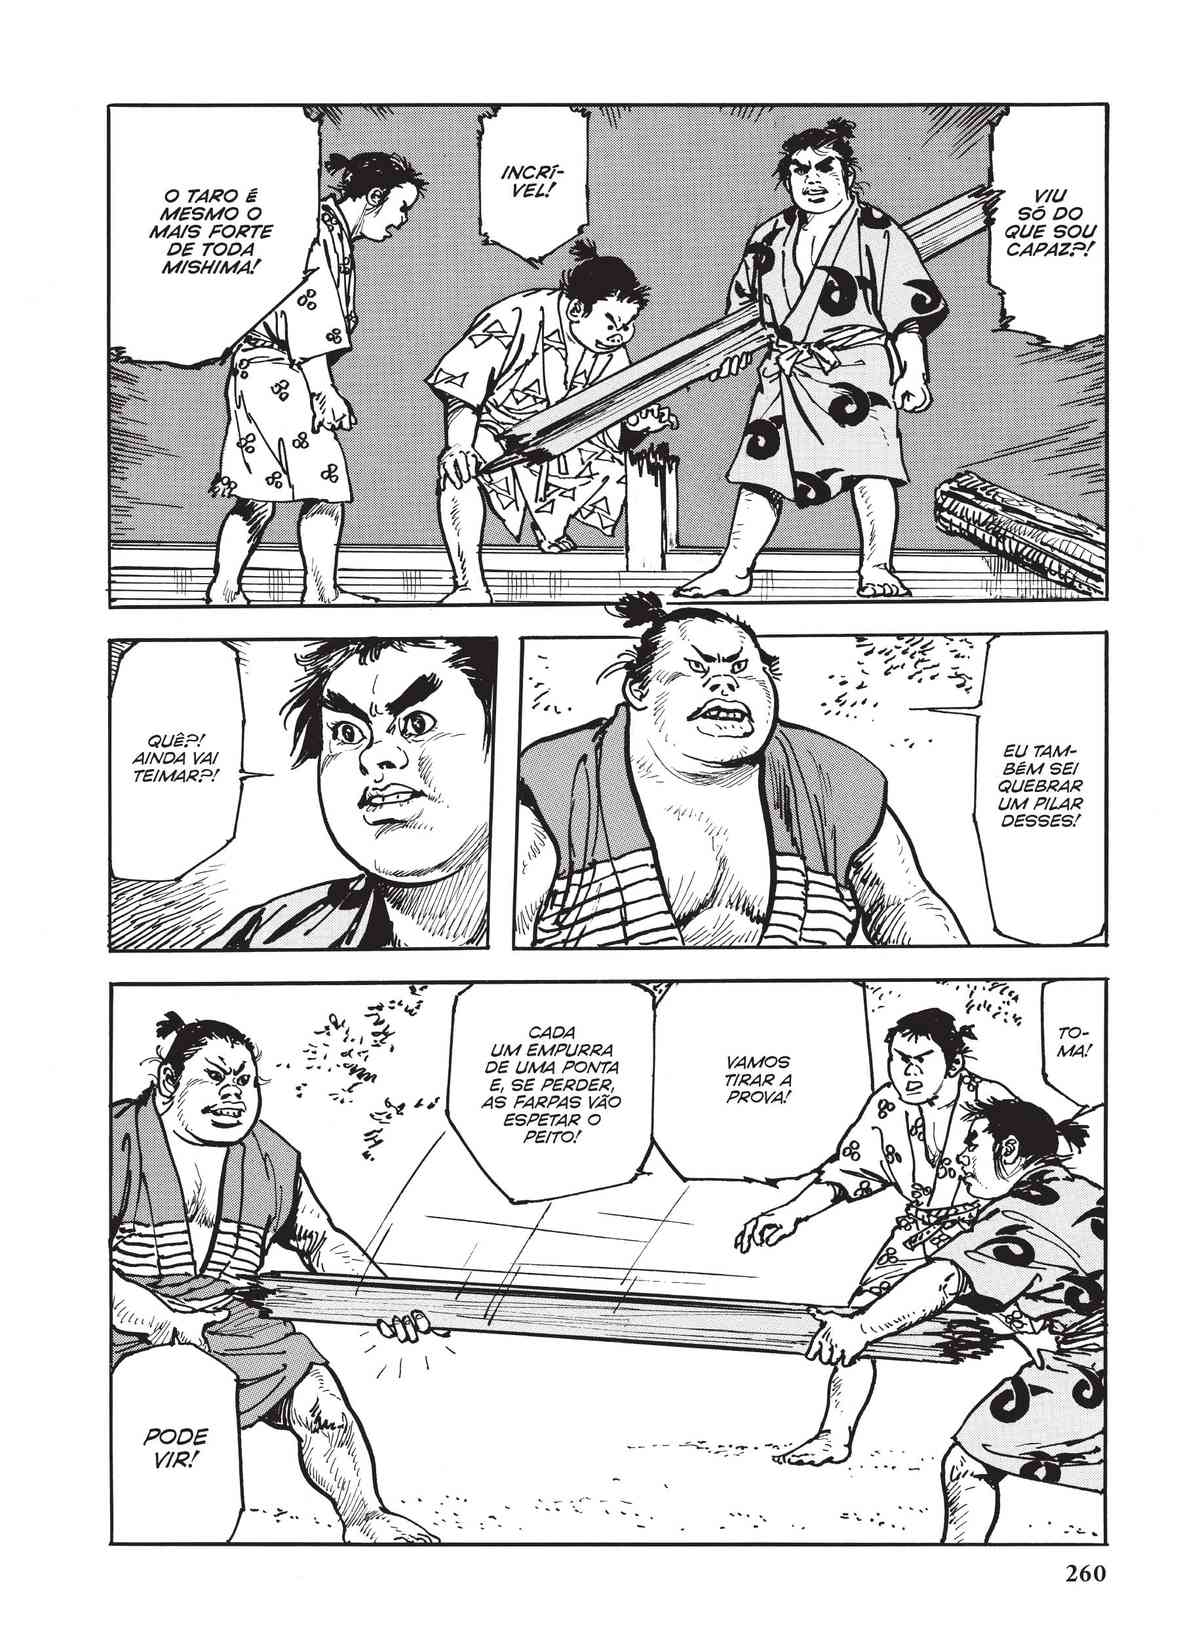 VIU
SÓ DO
QUE SOU
CAPAZ?!
INCRÍ-
VEL!
O TARO É
MESMO O
MAIS FORTE
DE TODA
MISHIMA!
EU TAM-
BÉM SEI
QUEBRAR
UM PILAR
DESSES!
QUÊ?!
AINDA VAI
TEIMAR?!
TO-
MA!
VAMOS
TIRAR A
PROVA!
CADA
UM EMPURRA
DE UMA PONTA
E, SE PERDER,
AS FARPAS VÃO
ESPETAR O
PEITO!
PODE
VIR!
260